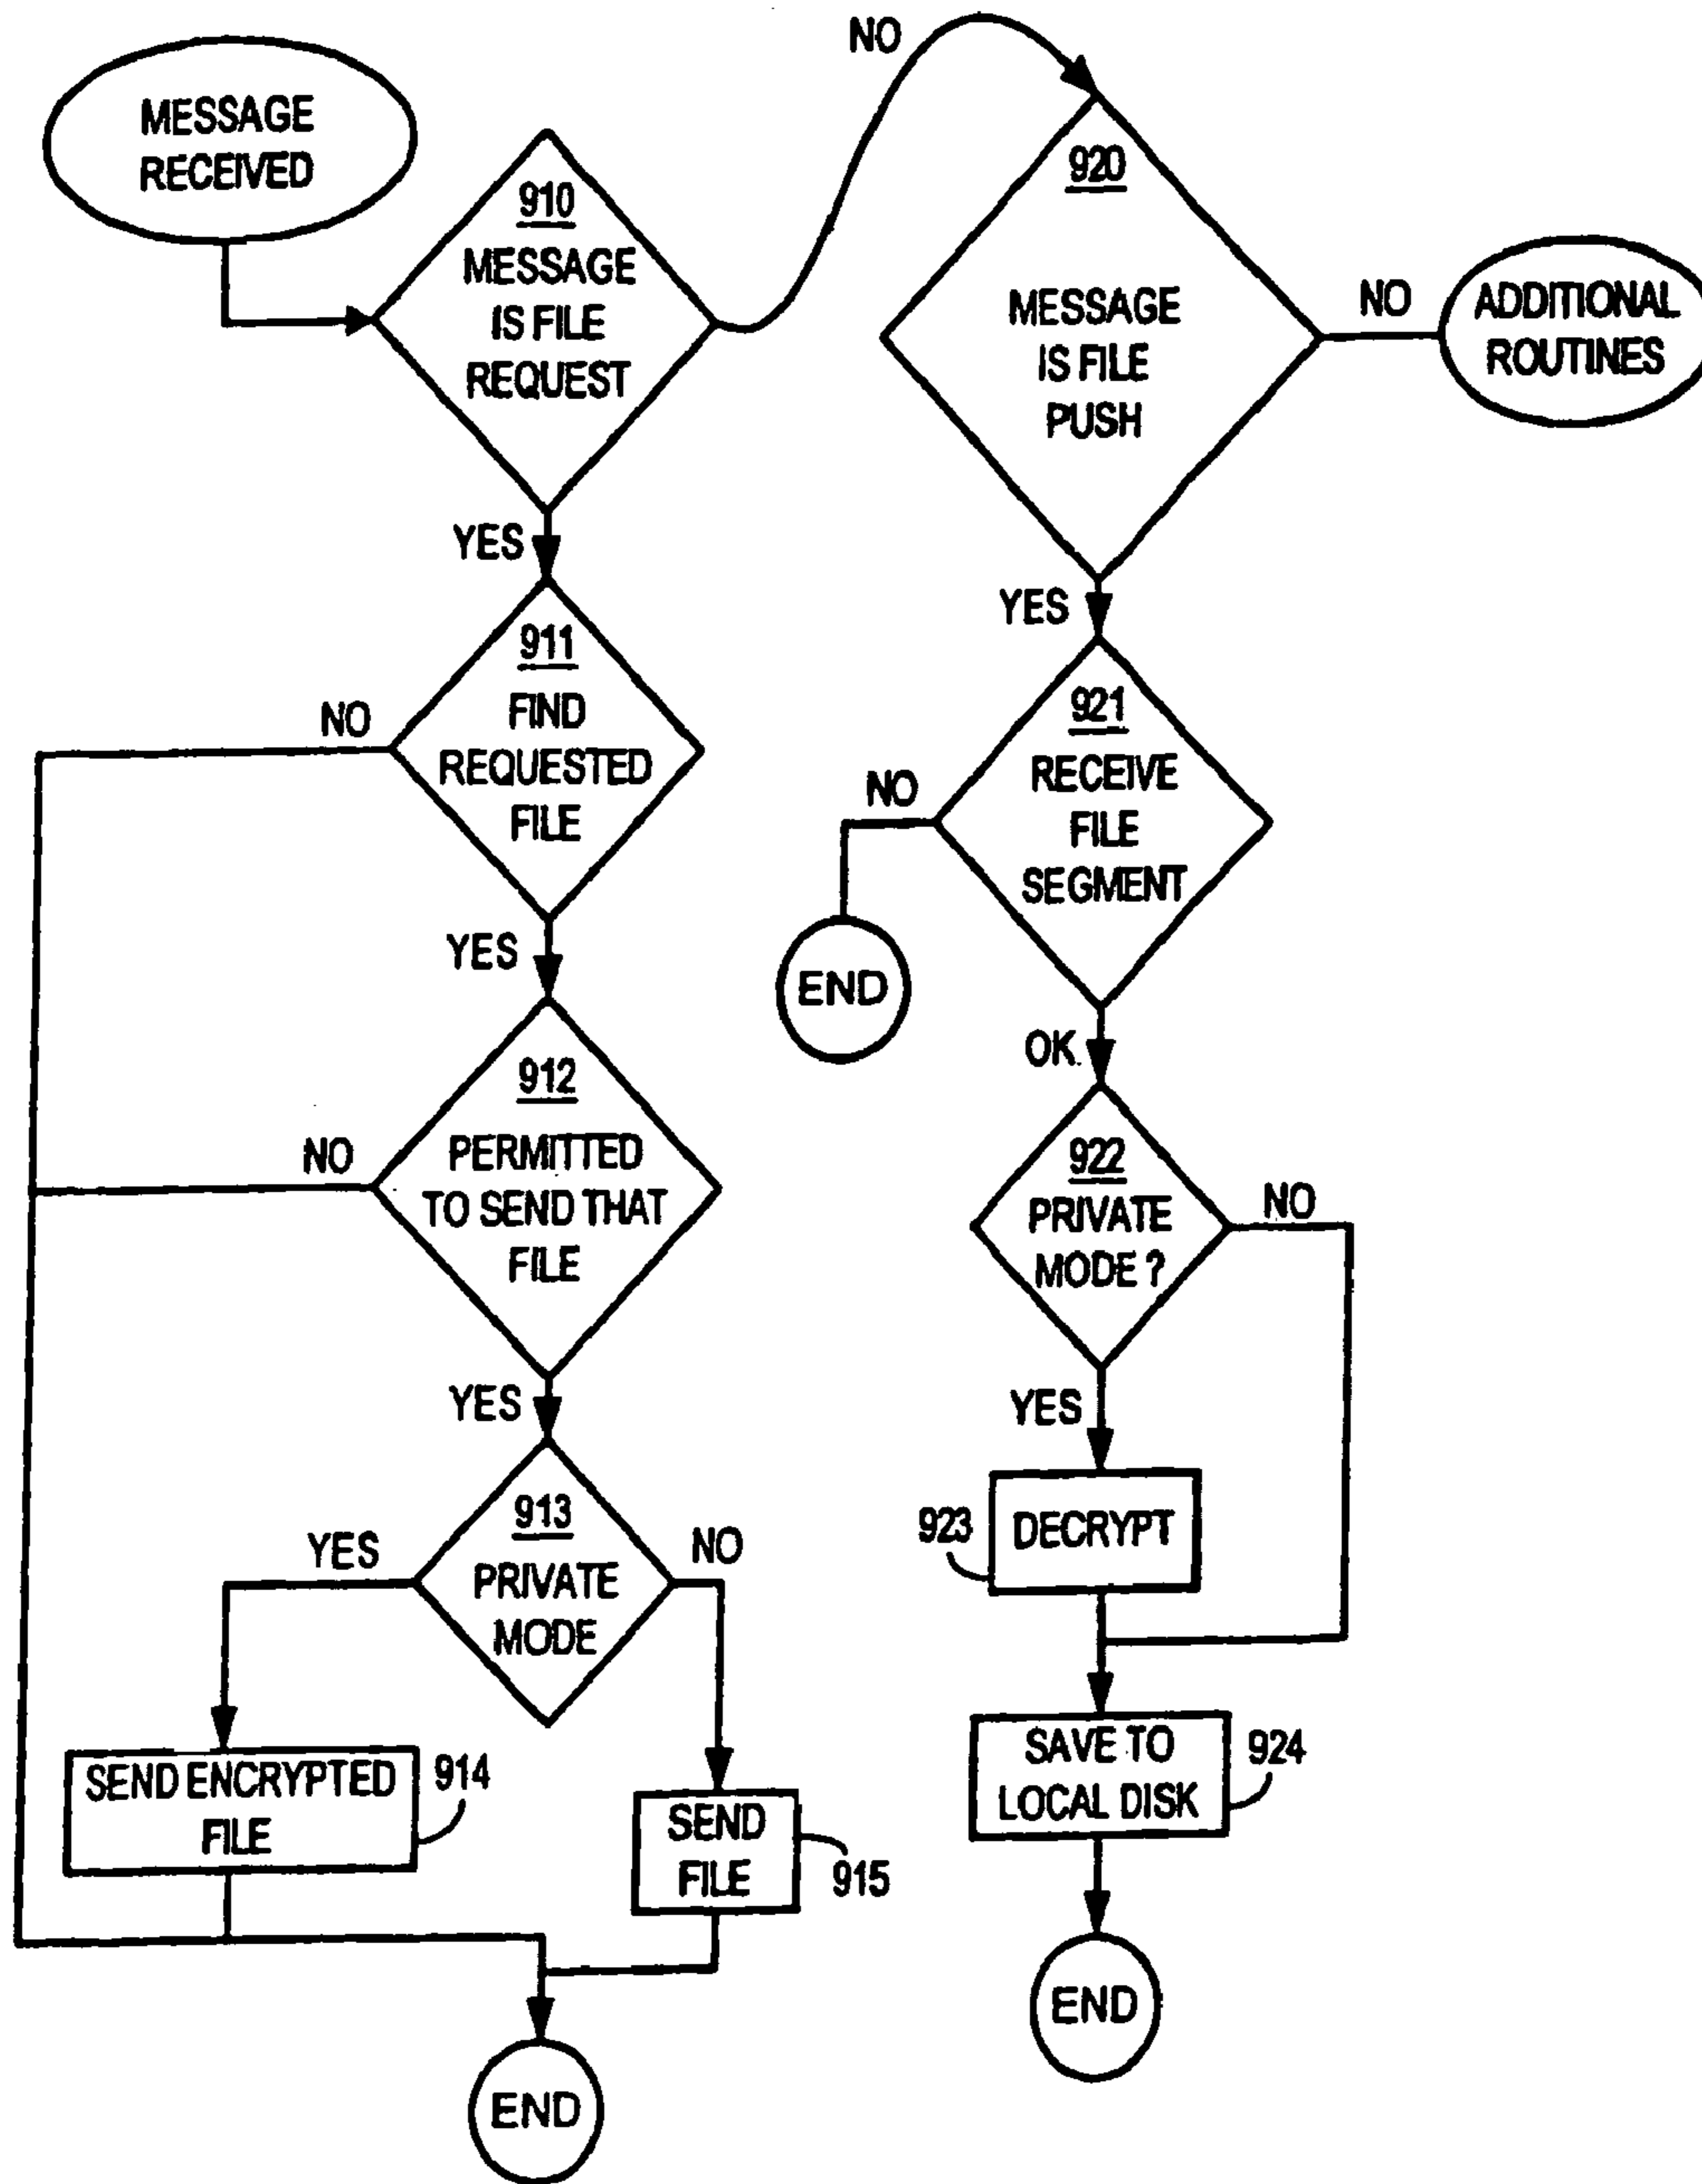 MESSAGE
RECEIVED
910
MESSAGE
IS FILE
REQUEST
NO
YES
911
FIND
REQUESTED
FILE
NO
YES
912
PERMITTED
TO SEND THAT
FILE
NO
YES
913
PRIVATE
MODE
YES
NO
SEND ENCRYPTED
FILE
914
SEND
FILE
915
END
920
MESSAGE
IS FILE
PUSH
NO
ADDITIONAL
ROUTINES
YES
921
RECEIVE
FILE
SEGMENT
NO
END
OK.
922
PRIVATE
MODE ?
NO
YES
923
DECRYPT
SAVE TO
LOCAL DISK
924
END